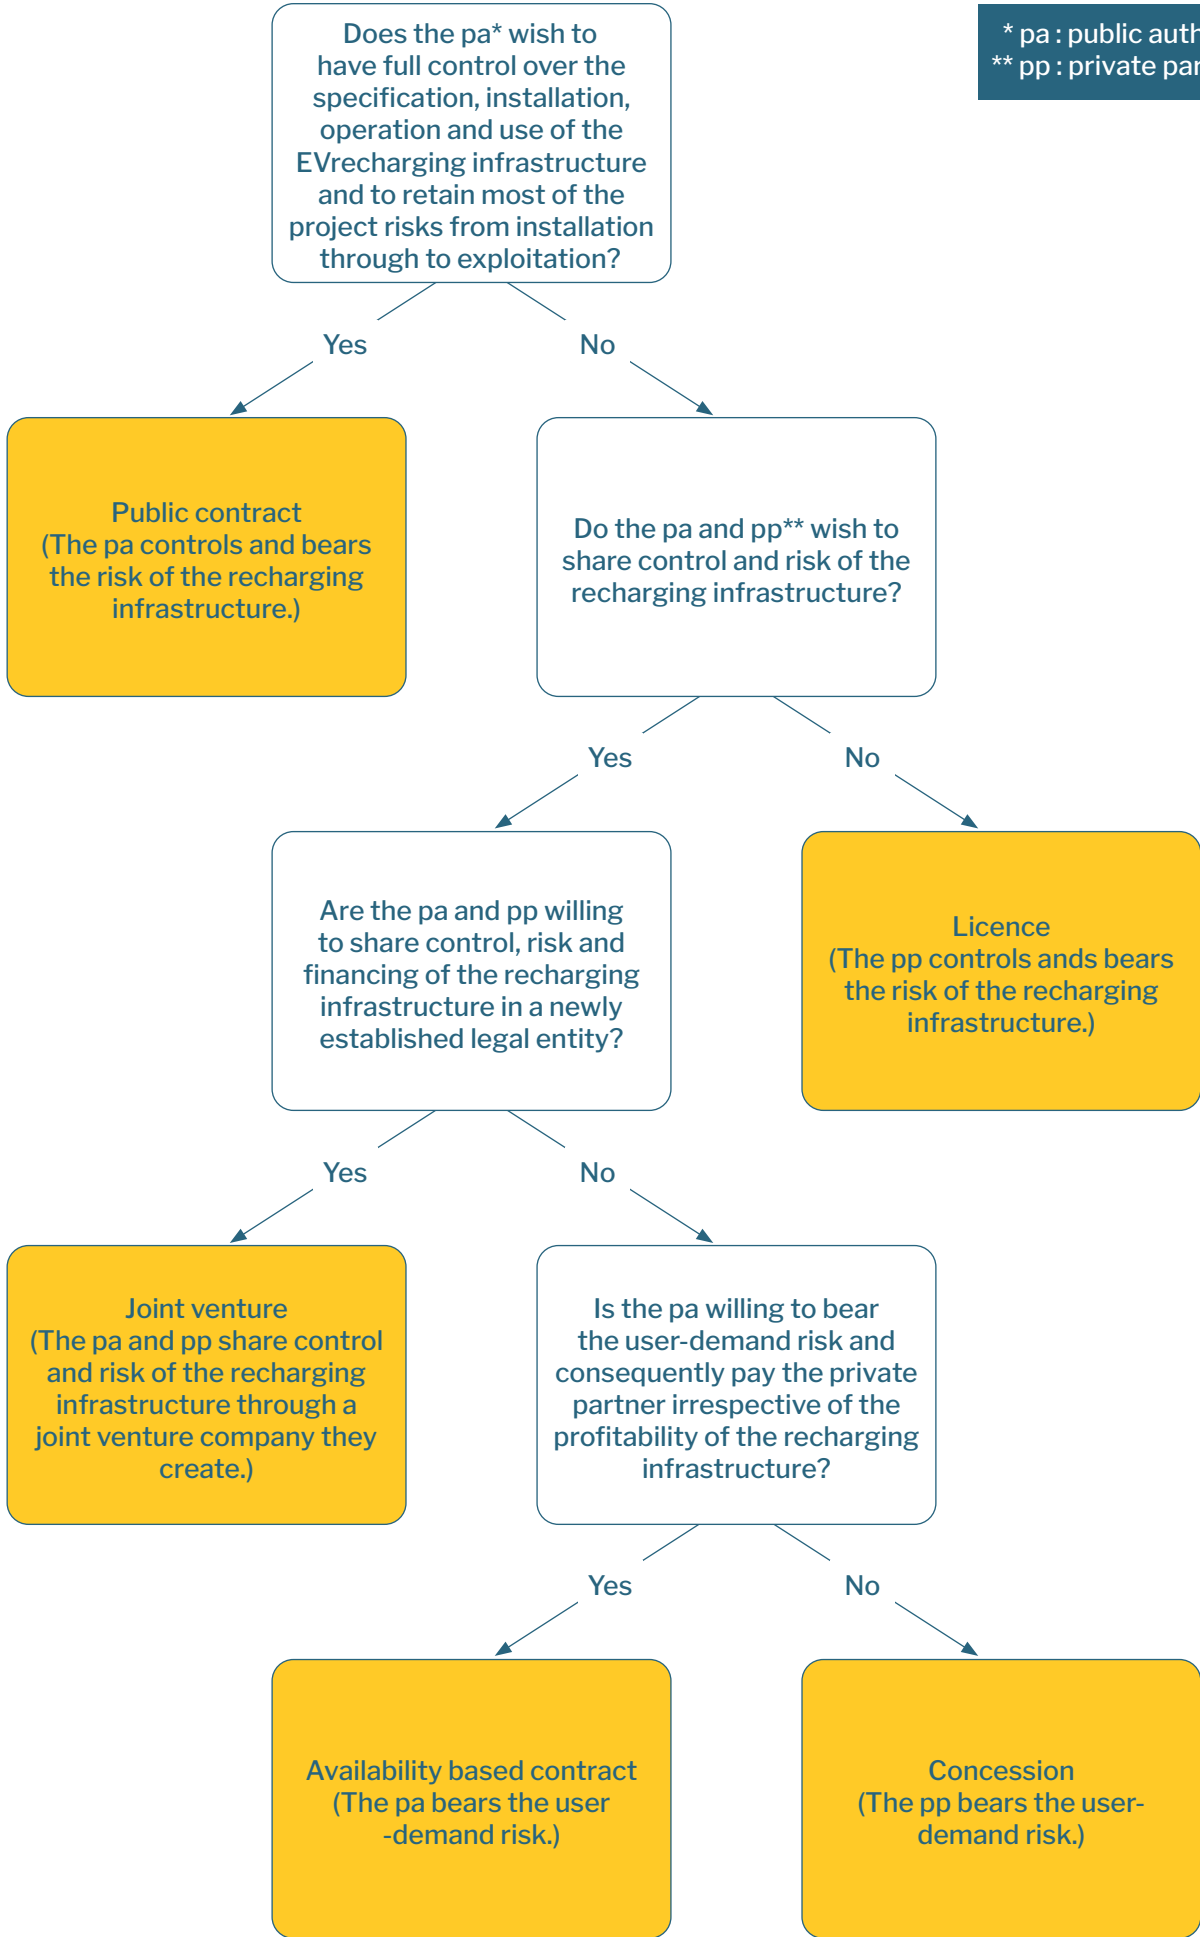 Does the pa* wish to
have full control over the
specification, installation,
operation and use of the
EVrecharging infrastructure
and to retain most of the
project risks from installation
through to exploitation?
* pa : public auth
** pp : private par
Yes
No
Public contract
(The pa controls and bears
the risk of the recharging
infrastructure.)
Do the pa and pp** wish to
share control and risk of the
recharging infrastructure?
Yes
No
Are the pa and pp willing
to share control, risk and
financing of the recharging
infrastructure in a newly
established legal entity?
Licence
(The pp controls ands bears
the risk of the recharging
infrastructure.)
Yes
No
Joint venture
(The pa and pp share control
and risk of the recharging
infrastructure through a
joint venture company they
create.)
Is the pa willing to bear
the user-demand risk and
consequently pay the private
partner irrespective of the
profitability of the recharging
infrastructure?
Yes
No
Availability based contract
(The pa bears the user
-demand risk.)
Concession
(The pp bears the user-
demand risk.)